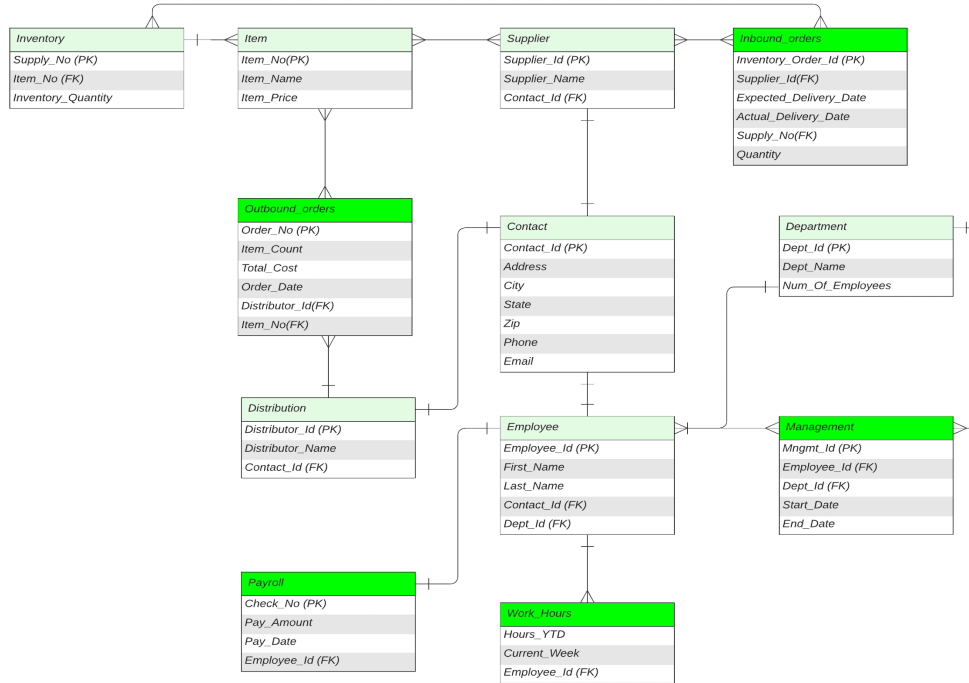 Inventory
Supply_No (PK)
Item_No (FK)
Inventory_Quantity
Item
Item_No(PK)
Item_Name
Item_Price
Supplier
Supplier_Id (PK)
Supplier_Name
Contact_Id (FK)
Inbound_orders
Inventory_Order_Id (PK)
Supplier_Id(FK)
Expected_Delivery_Date
Actual_Delivery_Date
Supply_No(FK)
Quantity
Outbound_orders
Order_No (PK)
Item_Count
Total_Cost
Order_Date
Distributor_Id(FK)
Item_No(FK)
Contact
Contact_Id (PK)
Address
City
State
Zip
Phone
Email
Department
Dept_Id (PK)
Dept_Name
Num_Of_Employees
Distribution
Distributor_Id (PK)
Distributor_Name
Contact_Id (FK)
Employee
Employee_Id (PK)
First_Name
Last_Name
Contact_Id (FK)
Dept_Id (FK)
Management
Mngmt_Id (PK)
Employee_Id (FK)
Dept_Id (FK)
Start_Date
End_Date
Payroll
Check_No (PK)
Pay_Amount
Pay_Date
Employee_Id (FK)
Work_Hours
Hours_YTD
Current_Week
Employee_Id (FK)